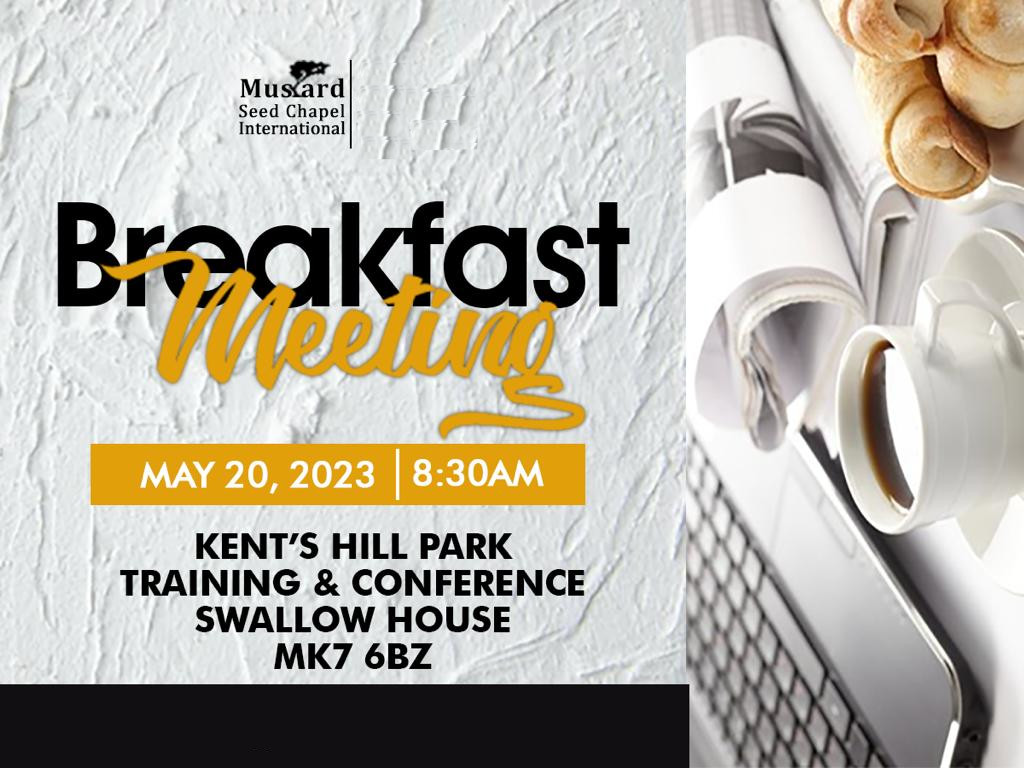 Mustard
Seed Chapel
International
Breakfast
Meeting
MAY 20, 2023 | 8:30AM
KENT’S HILL PARK
TRAINING & CONFERENCE
SWALLOW HOUSE
MK7 6BZ